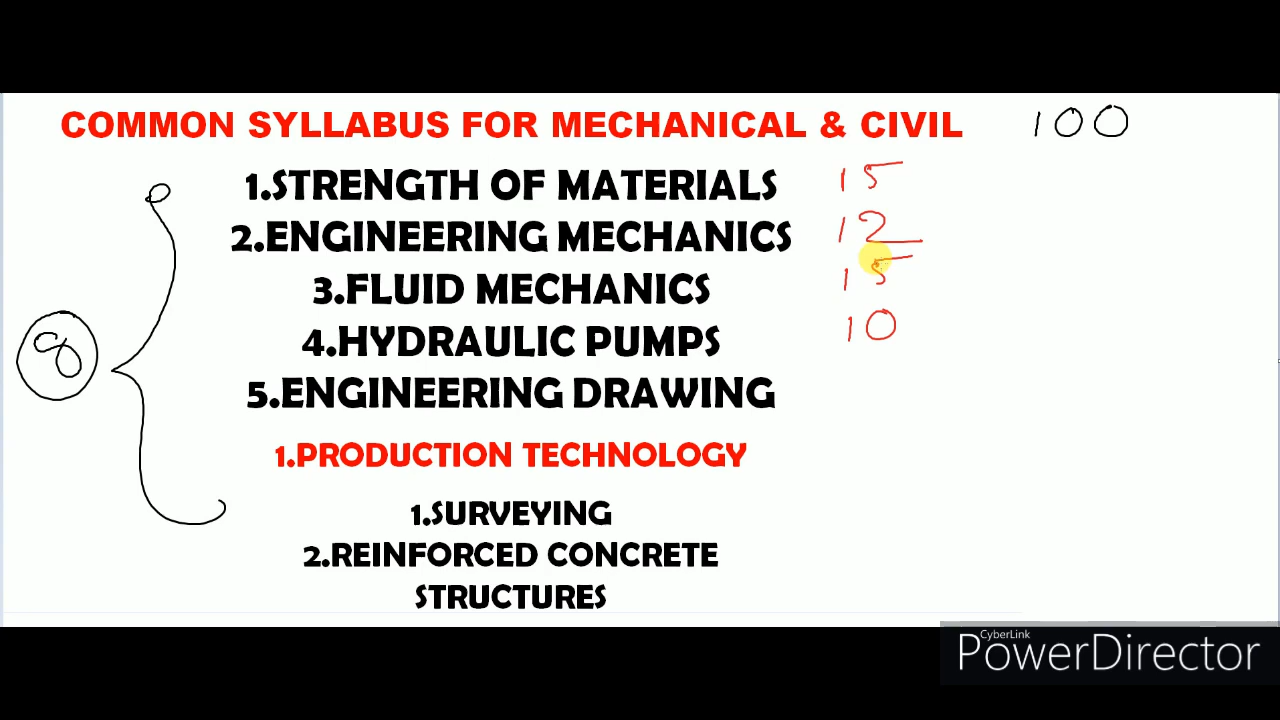 COMMON SYLLABUS FOR MECHANICAL & CIVIL 100
1.STRENGTH OF MATERIALS 15
2.ENGINEERING MECHANICS 12
3.FLUID MECHANICS 15
4.HYDRAULIC PUMPS 10
8
5.ENGINEERING DRAWING
1.PRODUCTION TECHNOLOGY
1.SURVEYING
2.REINFORCED CONCRETE
STRUCTURES
CyberLink
PowerDirector